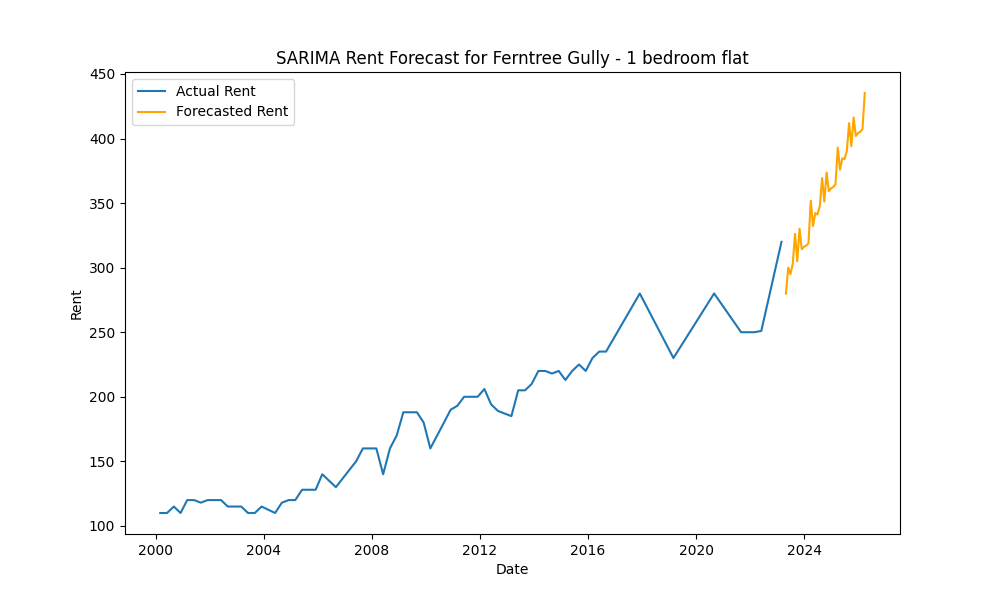 SARIMA Rent Forecast for Ferntree Gully - 1 bedroom flat
Actual Rent
Forecasted Rent
450
400
350
300
250
200
150
100
Rent
2000 2004 2008 2012 2016 2020 2024
Date